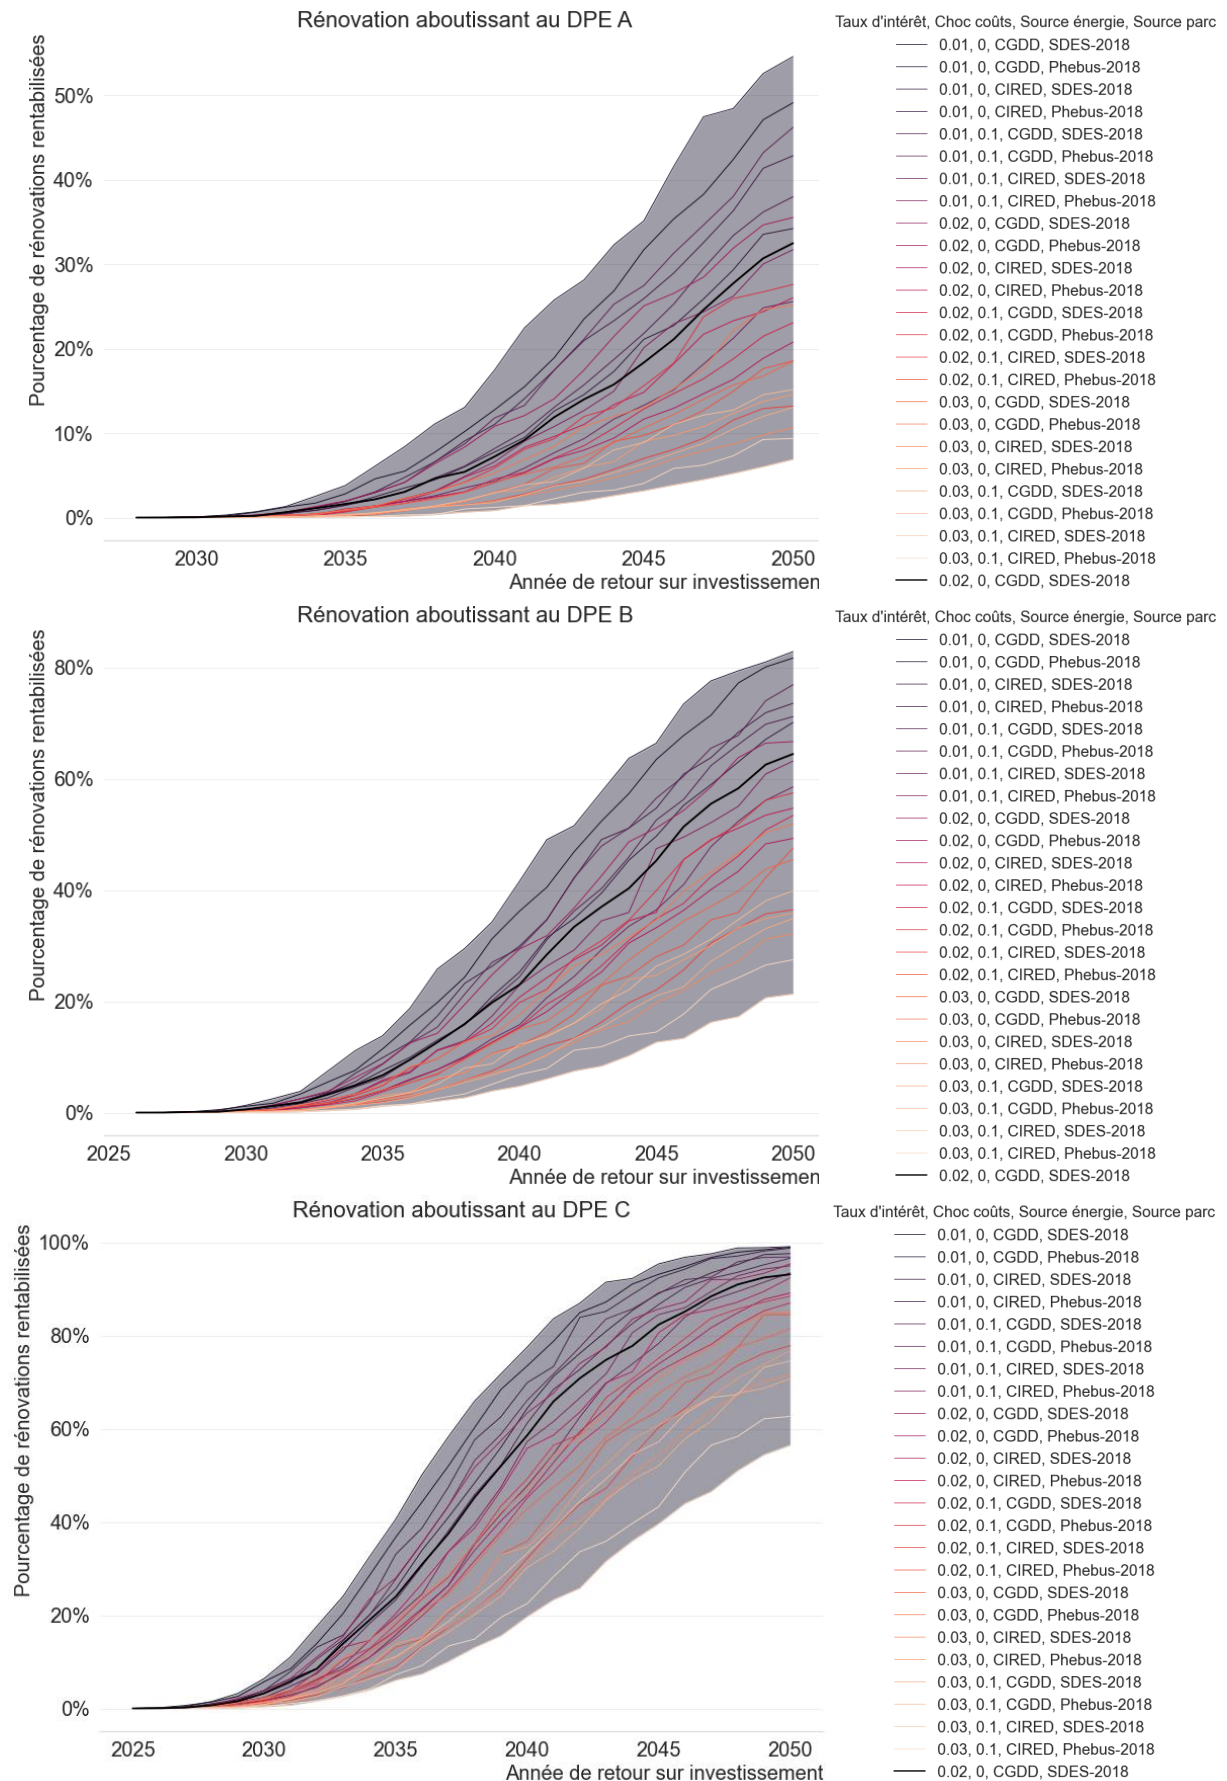 Rénovation aboutissant au DPE A
Pourcentage de rénovations rentabilisées
50%
40%
30%
20%
10%
0%
2030
2035
2040
2045
2050
Année de retour sur investissemen
Taux d'intérêt, Choc coûts, Source énergie, Source parc
0.01, 0, CGDD, SDES-2018
0.01, 0, CGDD, Phebus-2018
0.01, 0, CIRED, SDES-2018
0.01, 0, CIRED, Phebus-2018
0.01, 0.1, CGDD, SDES-2018
0.01, 0.1, CGDD, Phebus-2018
0.01, 0.1, CIRED, SDES-2018
0.01, 0.1, CIRED, Phebus-2018
0.02, 0, CGDD, SDES-2018
0.02, 0, CGDD, Phebus-2018
0.02, 0, CIRED, SDES-2018
0.02, 0, CIRED, Phebus-2018
0.02, 0.1, CGDD, SDES-2018
0.02, 0.1, CGDD, Phebus-2018
0.02, 0.1, CIRED, SDES-2018
0.02, 0.1, CIRED, Phebus-2018
0.03, 0, CGDD, SDES-2018
0.03, 0, CGDD, Phebus-2018
0.03, 0, CIRED, SDES-2018
0.03, 0, CIRED, Phebus-2018
0.03, 0.1, CGDD, SDES-2018
0.03, 0.1, CGDD, Phebus-2018
0.03, 0.1, CIRED, SDES-2018
0.03, 0.1, CIRED, Phebus-2018
0.02, 0, CGDD, SDES-2018
Rénovation aboutissant au DPE B
Pourcentage de rénovations rentabilisées
80%
60%
40%
20%
0%
2025
2030
2035
2040
2045
2050
Année de retour sur investissemen
Taux d'intérêt, Choc coûts, Source énergie, Source parc
0.01, 0, CGDD, SDES-2018
0.01, 0, CGDD, Phebus-2018
0.01, 0, CIRED, SDES-2018
0.01, 0, CIRED, Phebus-2018
0.01, 0.1, CGDD, SDES-2018
0.01, 0.1, CGDD, Phebus-2018
0.01, 0.1, CIRED, SDES-2018
0.01, 0.1, CIRED, Phebus-2018
0.02, 0, CGDD, SDES-2018
0.02, 0, CGDD, Phebus-2018
0.02, 0, CIRED, SDES-2018
0.02, 0, CIRED, Phebus-2018
0.02, 0.1, CGDD, SDES-2018
0.02, 0.1, CGDD, Phebus-2018
0.02, 0.1, CIRED, SDES-2018
0.02, 0.1, CIRED, Phebus-2018
0.03, 0, CGDD, SDES-2018
0.03, 0, CGDD, Phebus-2018
0.03, 0, CIRED, SDES-2018
0.03, 0, CIRED, Phebus-2018
0.03, 0.1, CGDD, SDES-2018
0.03, 0.1, CGDD, Phebus-2018
0.03, 0.1, CIRED, SDES-2018
0.03, 0.1, CIRED, Phebus-2018
0.02, 0, CGDD, SDES-2018
Rénovation aboutissant au DPE C
Pourcentage de rénovations rentabilisées
100%
80%
60%
40%
20%
0%
2025
2030
2035
2040
2045
2050
Année de retour sur investissement
Taux d'intérêt, Choc coûts, Source énergie, Source parc
0.01, 0, CGDD, SDES-2018
0.01, 0, CGDD, Phebus-2018
0.01, 0, CIRED, SDES-2018
0.01, 0, CIRED, Phebus-2018
0.01, 0.1, CGDD, SDES-2018
0.01, 0.1, CGDD, Phebus-2018
0.01, 0.1, CIRED, SDES-2018
0.01, 0.1, CIRED, Phebus-2018
0.02, 0, CGDD, SDES-2018
0.02, 0, CGDD, Phebus-2018
0.02, 0, CIRED, SDES-2018
0.02, 0, CIRED, Phebus-2018
0.02, 0.1, CGDD, SDES-2018
0.02, 0.1, CGDD, Phebus-2018
0.02, 0.1, CIRED, SDES-2018
0.02, 0.1, CIRED, Phebus-2018
0.03, 0, CGDD, SDES-2018
0.03, 0, CGDD, Phebus-2018
0.03, 0, CIRED, SDES-2018
0.03, 0, CIRED, Phebus-2018
0.03, 0.1, CGDD, SDES-2018
0.03, 0.1, CGDD, Phebus-2018
0.03, 0.1, CIRED, SDES-2018
0.03, 0.1, CIRED, Phebus-2018
0.02, 0, CGDD, SDES-2018